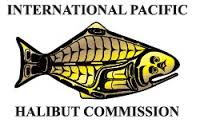 INTERNATIONAL PACIFIC
HALIBUT COMMISSION